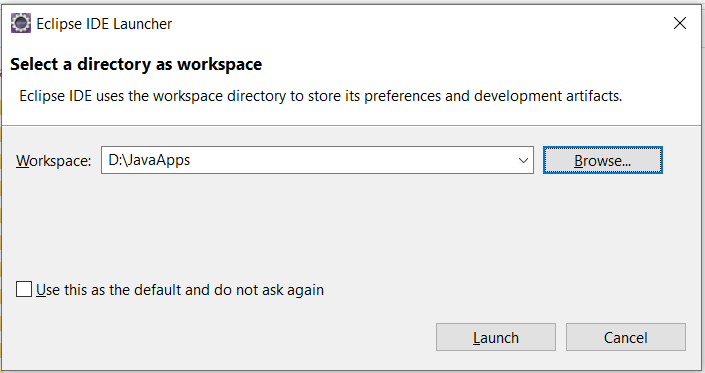 Eclipse IDE Launcher
Select a directory as workspace
Eclipse IDE uses the workspace directory to store its preferences and development artifacts.
Workspace: D:\JavaApps Browse...
Use this as the default and do not ask again
Launch Cancel